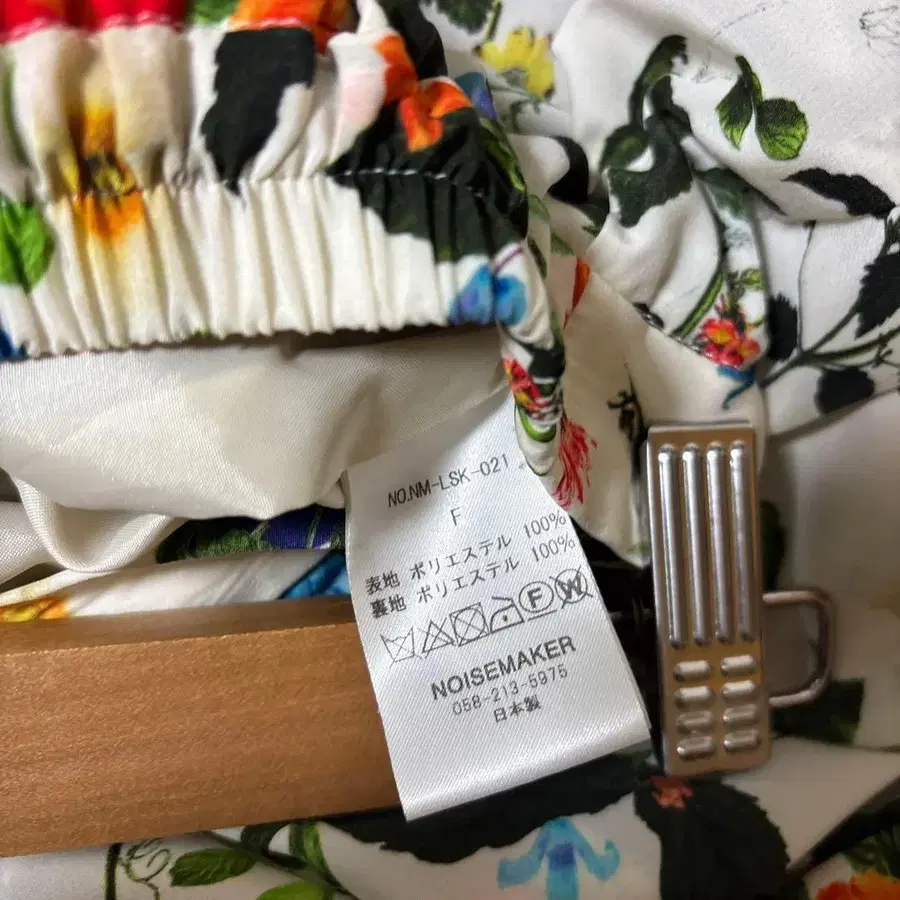 NO.NM-LSK-021
F
表地 ポリエステル 100%
裏地 ポリエステル 100%
F W
NOISEMAKER
058-213-5975
日本製